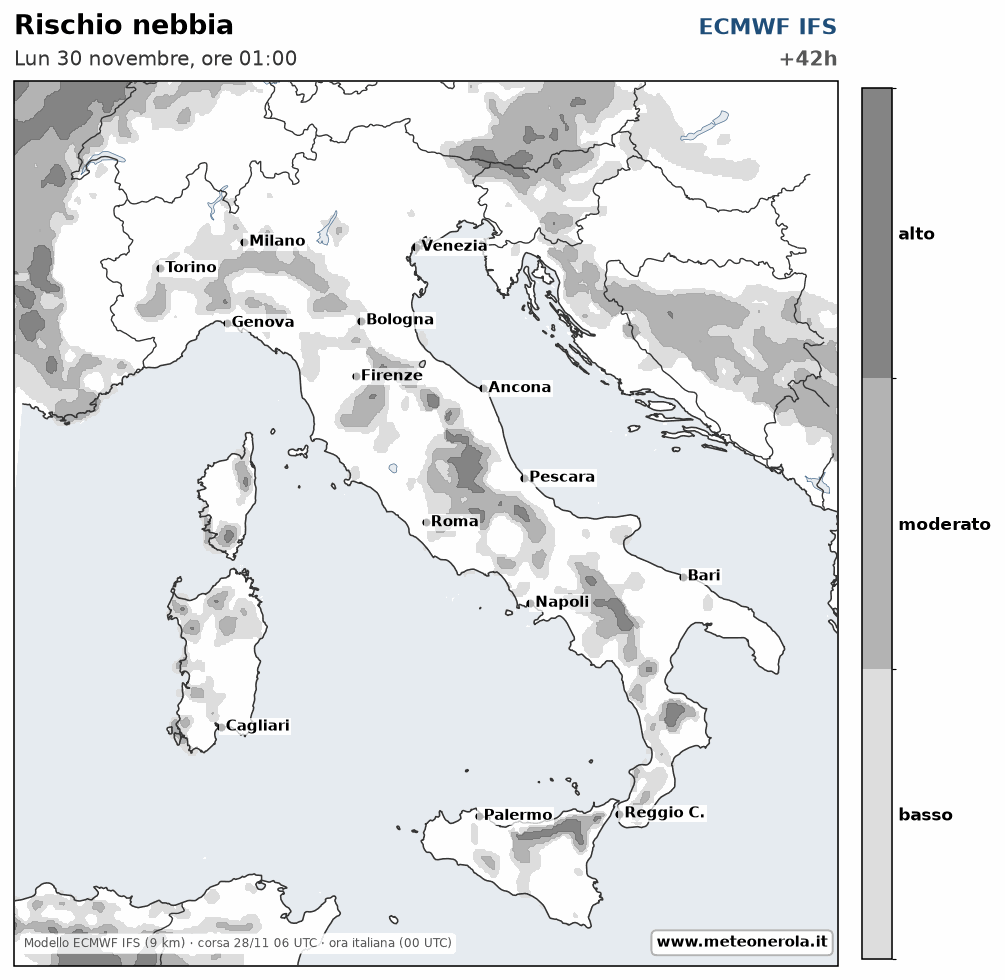 Rischio nebbia
ECMWF IFS
Lun 30 novembre, ore 01:00
+42h
Milano
Venezia
Torino
Genova
Bologna
Firenze
Ancona
Pescara
Roma
Bari
Napoli
Cagliari
Palermo
Reggio C.
alto
moderato
basso
Modello ECMWF IFS (9 km) · corsa 28/11 06 UTC · ora italiana (00 UTC)
www.meteonerola.it